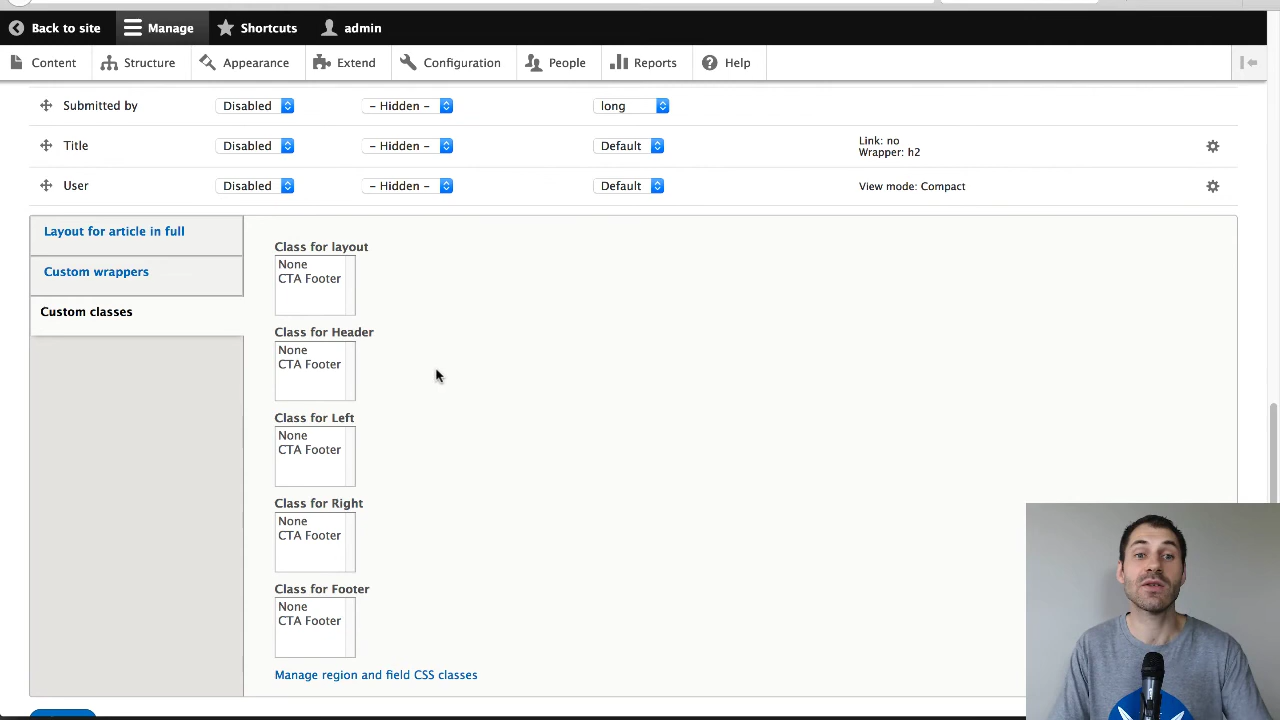 Back to site Manage Shortcuts admin
Content Structure Appearance Extend Configuration People Reports Help
Submitted by Disabled - Hidden - long
Title Disabled - Hidden - Default Link: no
Wrapper: h2
User Disabled - Hidden - Default View mode: Compact
Layout for article in full
Custom wrappers
Custom classes
Class for layout
None
CTA Footer
Class for Header
None
CTA Footer
Class for Left
None
CTA Footer
Class for Right
None
CTA Footer
Class for Footer
None
CTA Footer
Manage region and field CSS classes